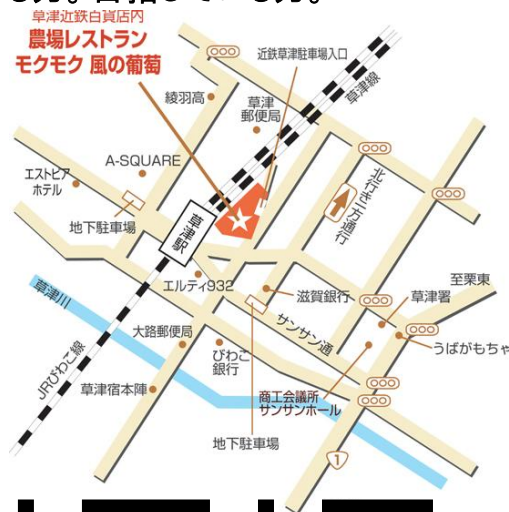 草津近鉄百貨店内
農場レストラン
モクモク 風の葡萄
近鉄草津駐車場入口
草津線
綾羽高
草津
郵便局
A-SQUARE
エストピア
ホテル
地下駐車場
草津駅
北行き一方通行
至栗東
草津川
エルティ932
滋賀銀行
草津署
サンサン通
大路郵便局
びわこ
銀行
うばがもちゃ
JRびわこ線
草津宿本陣
商工会議所
サンサンホール
地下駐車場
1